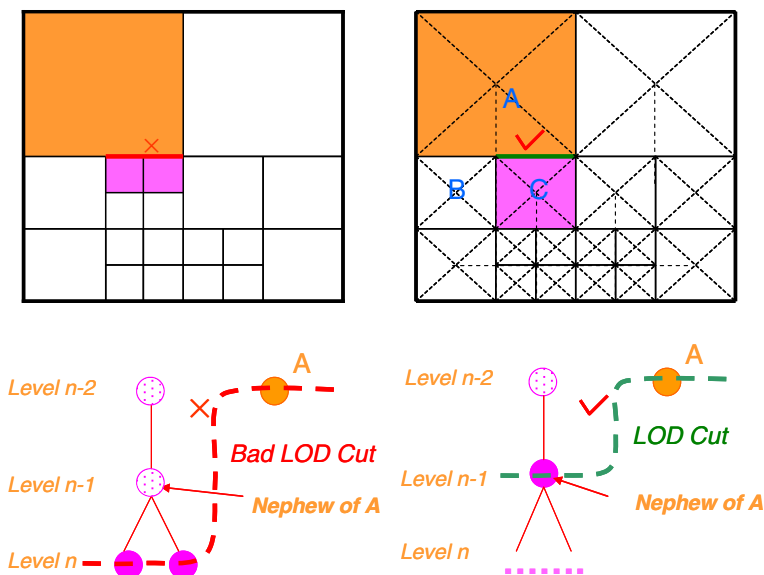 A
B
C
Level n-2
A
Bad LOD Cut
Level n-1
Nephew of A
Level n
Level n-2
A
LOD Cut
Level n-1
Nephew of A
Level n